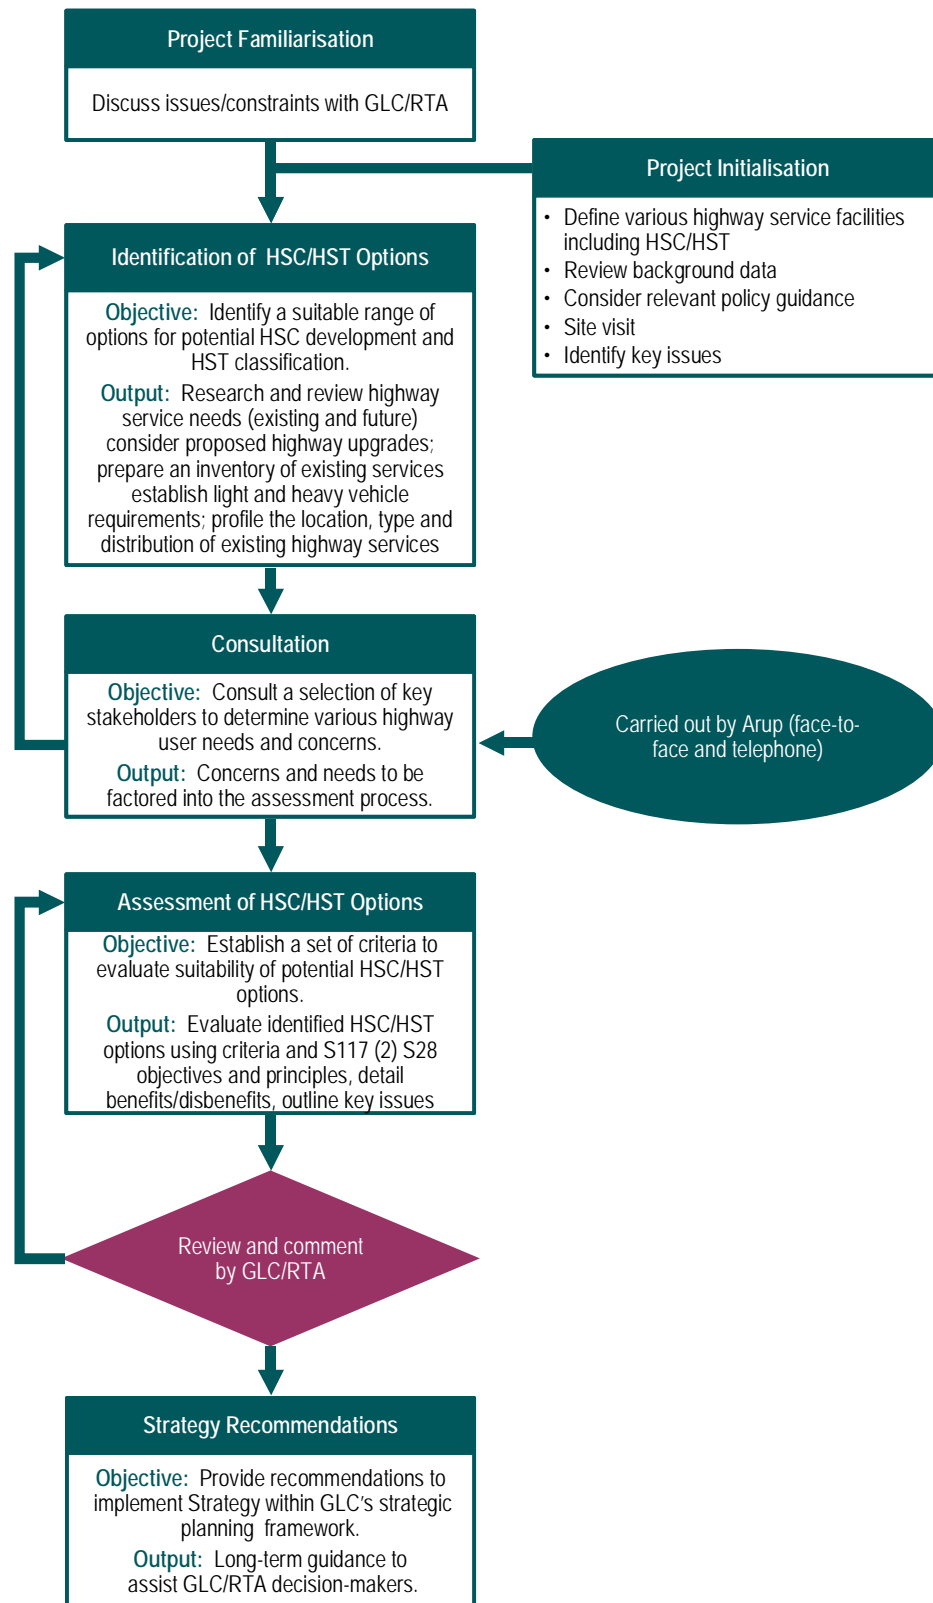 Project Familiarisation
Discuss issues/constraints with GLC/RTA
Project Initialisation
• Define various highway service facilities
including HSC/HST
• Review background data
• Consider relevant policy guidance
• Site visit
• Identify key issues
Identification of HSC/HST Options
Objective: Identify a suitable range of
options for potential HSC development and
HST classification.
Output: Research and review highway
service needs (existing and future)
consider proposed highway upgrades;
prepare an inventory of existing services
establish light and heavy vehicle
requirements; profile the location, type and
distribution of existing highway services
Consultation
Objective: Consult a selection of key
stakeholders to determine various highway
user needs and concerns.
Output: Concerns and needs to be
factored into the assessment process.
Carried out by Arup (face-to-
face and telephone)
Assessment of HSC/HST Options
Objective: Establish a set of criteria to
evaluate suitability of potential HSC/HST
options.
Output: Evaluate identified HSC/HST
options using criteria and S117 (2) S28
objectives and principles, detail
benefits/disbenefits, outline key issues
Review and comment
by GLC/RTA
Strategy Recommendations
Objective: Provide recommendations to
implement Strategy within GLC's strategic
planning framework.
Output: Long-term guidance to
assist GLC/RTA decision-makers.